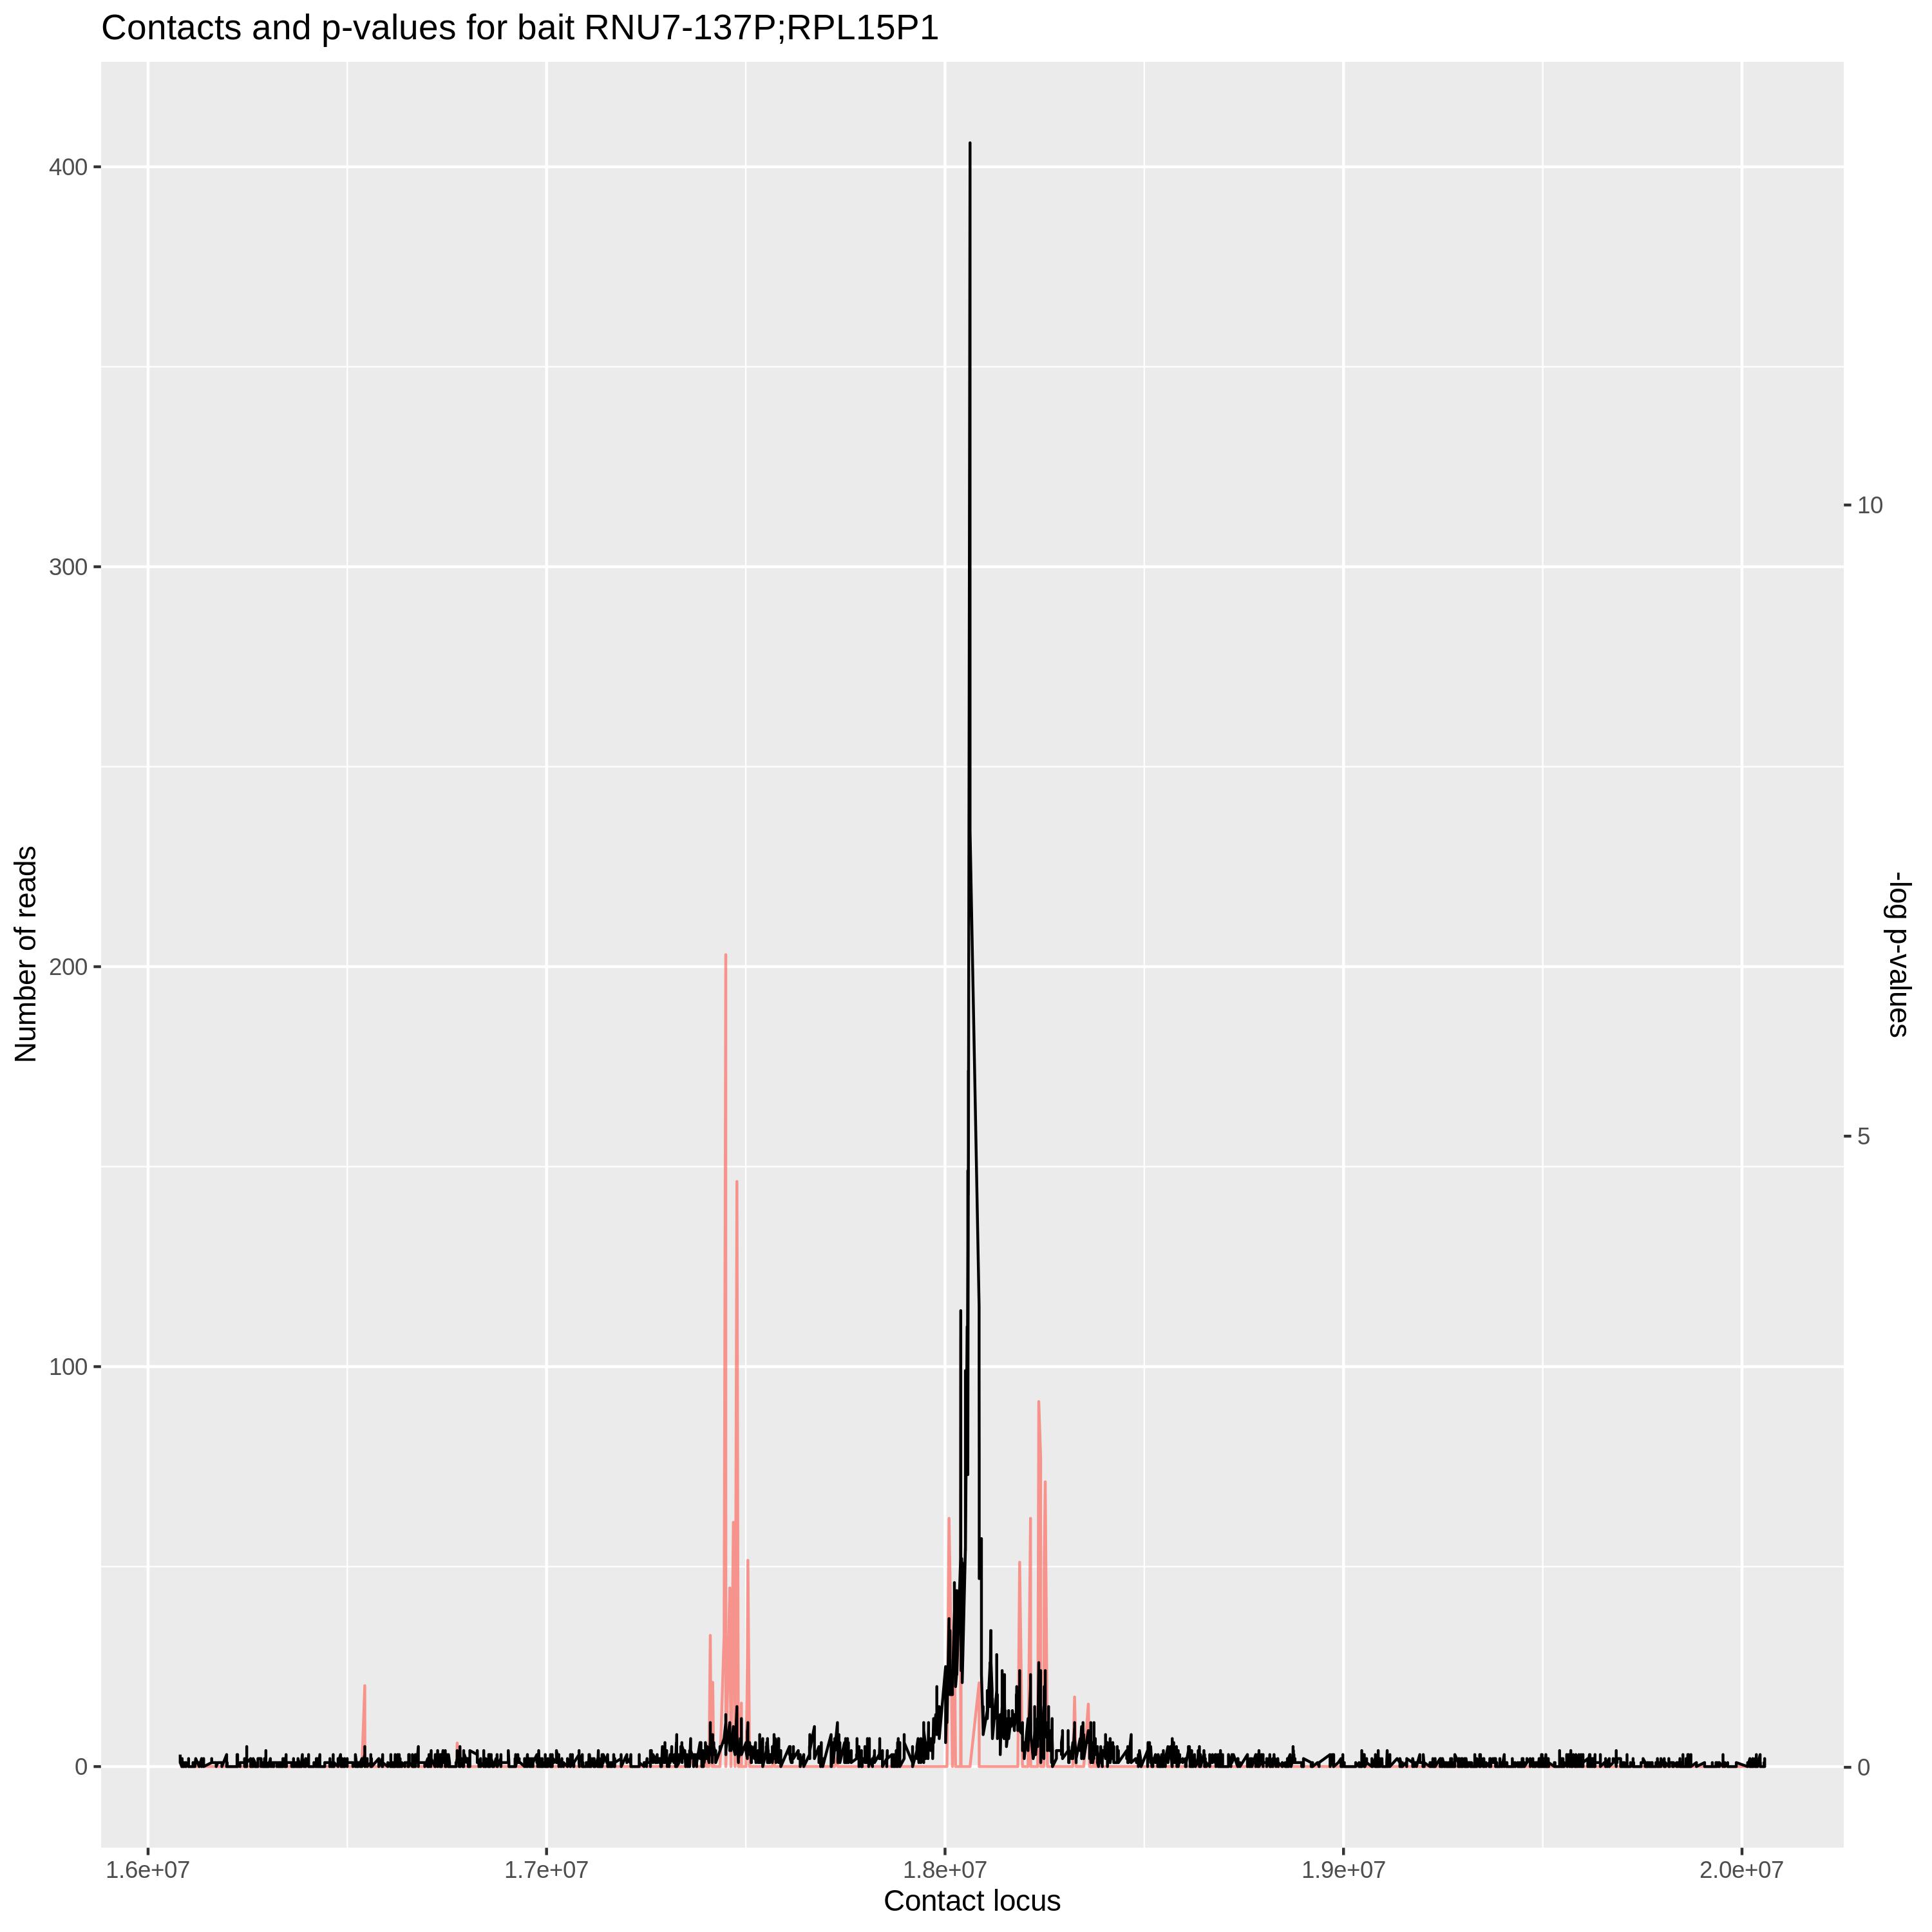 Contacts and p-values for bait RNU7-137P;RPL15P1
400
300
200
100
0
Number of reads
10
5
0
-log p-values
1.6e+07
1.7e+07
1.8e+07
1.9e+07
2.0e+07
Contact locus